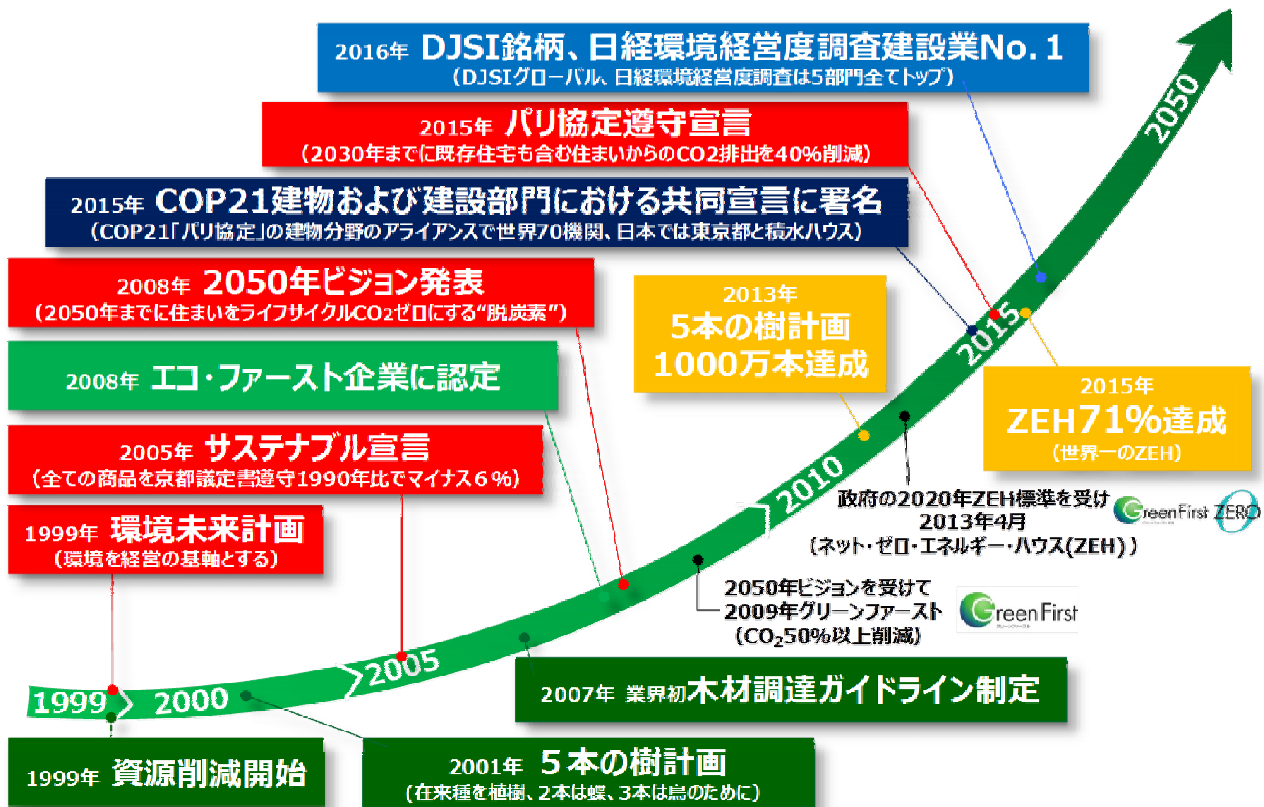 2016年 DJSI銘柄、日経環境経営度調査建設業No.1
(DJSIグローバル、日経環境経営度調査は5部門全てトップ)
2015年 パリ協定遵守宣言
(2030年までに既存住宅も含む住まいからのCO2排出を40%削減)
2015年 COP21建物および建設部門における共同宣言に署名
(COP21「パリ協定」の建物分野のアライアンスで世界70機関、日本では東京都と積水ハウス)
2008年 2050年ビジョン発表
(2050年までに住まいをライフサイクルCO2ゼロにする“脱炭素”)
2008年 エコ・ファースト企業に認定
2005年 サステナブル宣言
(全ての商品を京都議定書遵守1990年比でマイナス6%)
1999年 環境未来計画
(環境を経営の基軸とする)
2013年
5本の樹計画
1000万本達成
2015年
ZEH71%達成
(世界一のZEH)
政府の2020年ZEH標準を受け
2013年4月
(ネット・ゼロ・エネルギー・ハウス(ZEH))
GreenFirst ZERO
2050年ビジョンを受けて
2009年グリーンファースト
(CO250%以上削減)
GreenFirst
グリーンファースト
1999
2000
2005
2010
2015
2050
2007年 業界初木材調達ガイドライン制定
1999年 資源削減開始
2001年 5本の樹計画
(在来種を植樹、2本は蝶、3本は鳥のために)